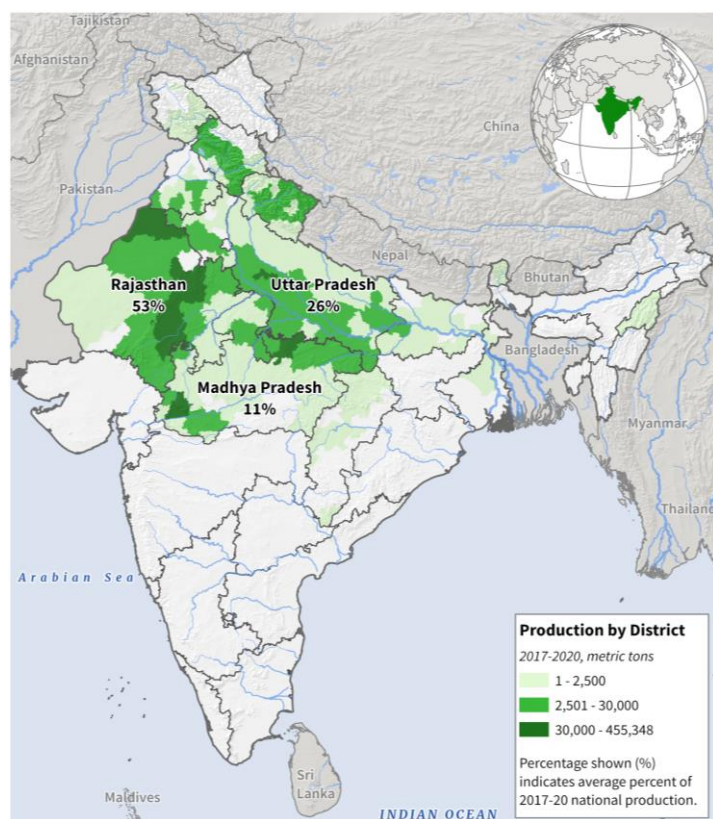 Tajikistan
Afghanistan
China
Pakistan
Nepal
Bhutan
Rajasthan
53%
Uttar Pradesh
26%
Bangladesh
Madhya Pradesh
11%
Myanmar
Thailand
Arabian Sea
Production by District
2017-2020, metric tons
1 - 2,500
2,501 - 30,000
30,000 - 455,348
Percentage shown (%)
indicates average percent of
2017-20 national production.
Sri
Lanka
Maldives
INDIAN OCEAN